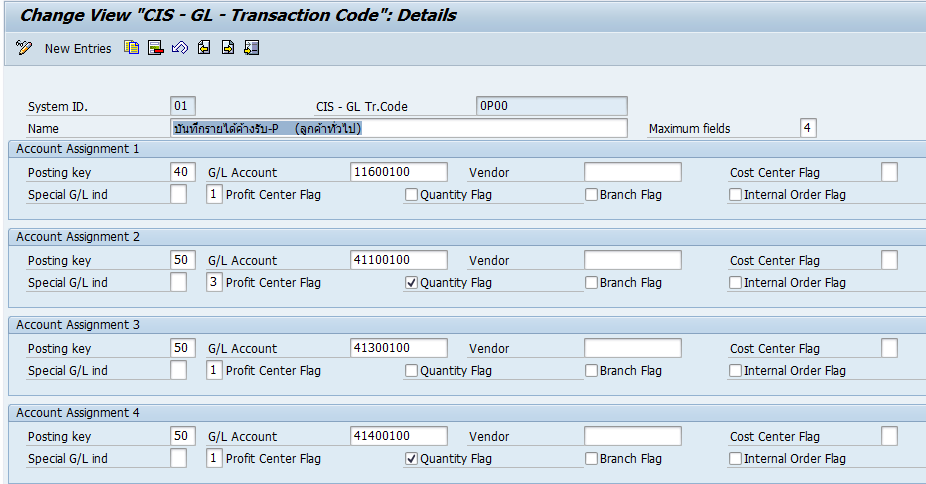 Change View "CIS - GL - Transaction Code": Details
New Entries
System ID. 01 CIS - GL Tr.Code 0P00
Name บันทึกรายได้ค้างรับ-P (ลูกค้าทั่วไป) Maximum fields 4
Account Assignment 1
Posting key 40 G/L Account 11600100 Vendor Cost Center Flag
Special G/L ind 1 Profit Center Flag Quantity Flag Branch Flag Internal Order Flag
Account Assignment 2
Posting key 50 G/L Account 41100100 Vendor Cost Center Flag
Special G/L ind 3 Profit Center Flag Quantity Flag Branch Flag Internal Order Flag
Account Assignment 3
Posting key 50 G/L Account 41300100 Vendor Cost Center Flag
Special G/L ind 1 Profit Center Flag Quantity Flag Branch Flag Internal Order Flag
Account Assignment 4
Posting key 50 G/L Account 41400100 Vendor Cost Center Flag
Special G/L ind 1 Profit Center Flag Quantity Flag Branch Flag Internal Order Flag